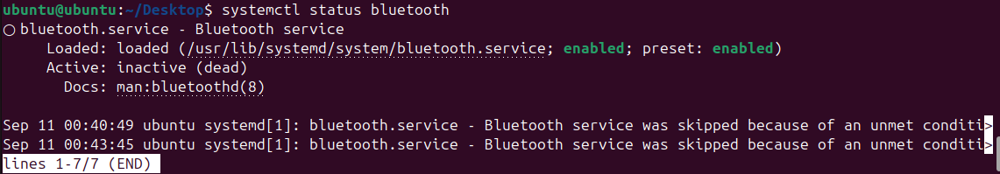 ubuntu@ubuntu:~/Desktop$ systemctl status bluetooth
○ bluetooth.service - Bluetooth service
Loaded: loaded (/usr/lib/systemd/system/bluetooth.service; enabled; preset: enabled)
Active: inactive (dead)
Docs: man:bluetoothd(8)
Sep 11 00:40:49 ubuntu systemd[1]: bluetooth.service - Bluetooth service was skipped because of an unmet conditi>
Sep 11 00:43:45 ubuntu systemd[1]: bluetooth.service - Bluetooth service was skipped because of an unmet conditi>
lines 1-7/7 (END)